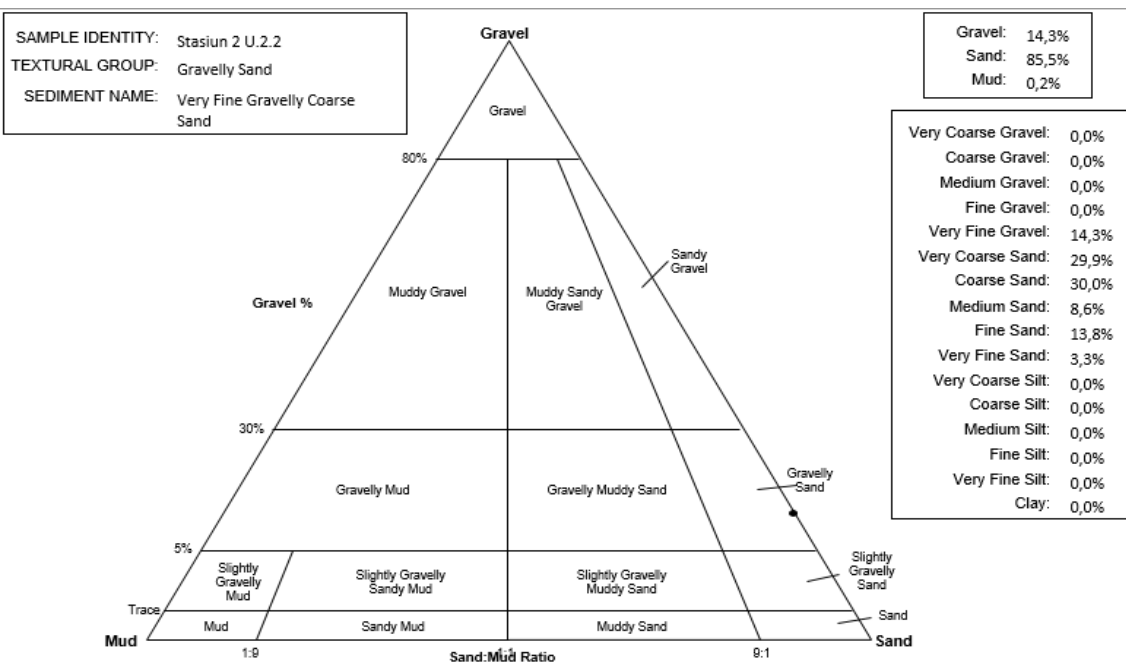 SAMPLE IDENTITY: Stasiun 2 U.2.2
TEXTURAL GROUP: Gravelly Sand
SEDIMENT NAME: Very Fine Gravelly Coarse
Sand
Gravel: 14,3%
Sand: 85,5%
Mud: 0,2%
Very Coarse Gravel: 0,0%
Coarse Gravel: 0,0%
Medium Gravel: 0,0%
Fine Gravel: 0,0%
Very Fine Gravel: 14,3%
Very Coarse Sand: 29,9%
Coarse Sand: 30,0%
Medium Sand: 8,6%
Fine Sand: 13,8%
Very Fine Sand: 3,3%
Very Coarse Silt: 0,0%
Coarse Silt: 0,0%
Medium Silt: 0,0%
Fine Silt: 0,0%
Very Fine Silt: 0,0%
Clay: 0,0%
Gravel
Gravel
80%
Sandy
Gravel
Muddy Gravel
Muddy Sandy
Gravel
Gravel %
30%
Gravelly
Sand
Gravelly Mud
Gravelly Muddy Sand
5%
Slightly
Gravelly
Mud
Slightly Gravelly
Sandy Mud
Slightly Gravelly
Muddy Sand
Slightly
Gravelly
Sand
Trace
Mud
Sandy Mud
Muddy Sand
Sand
Mud
Sand
1:9
1:1
9:1
Sand:Mud Ratio